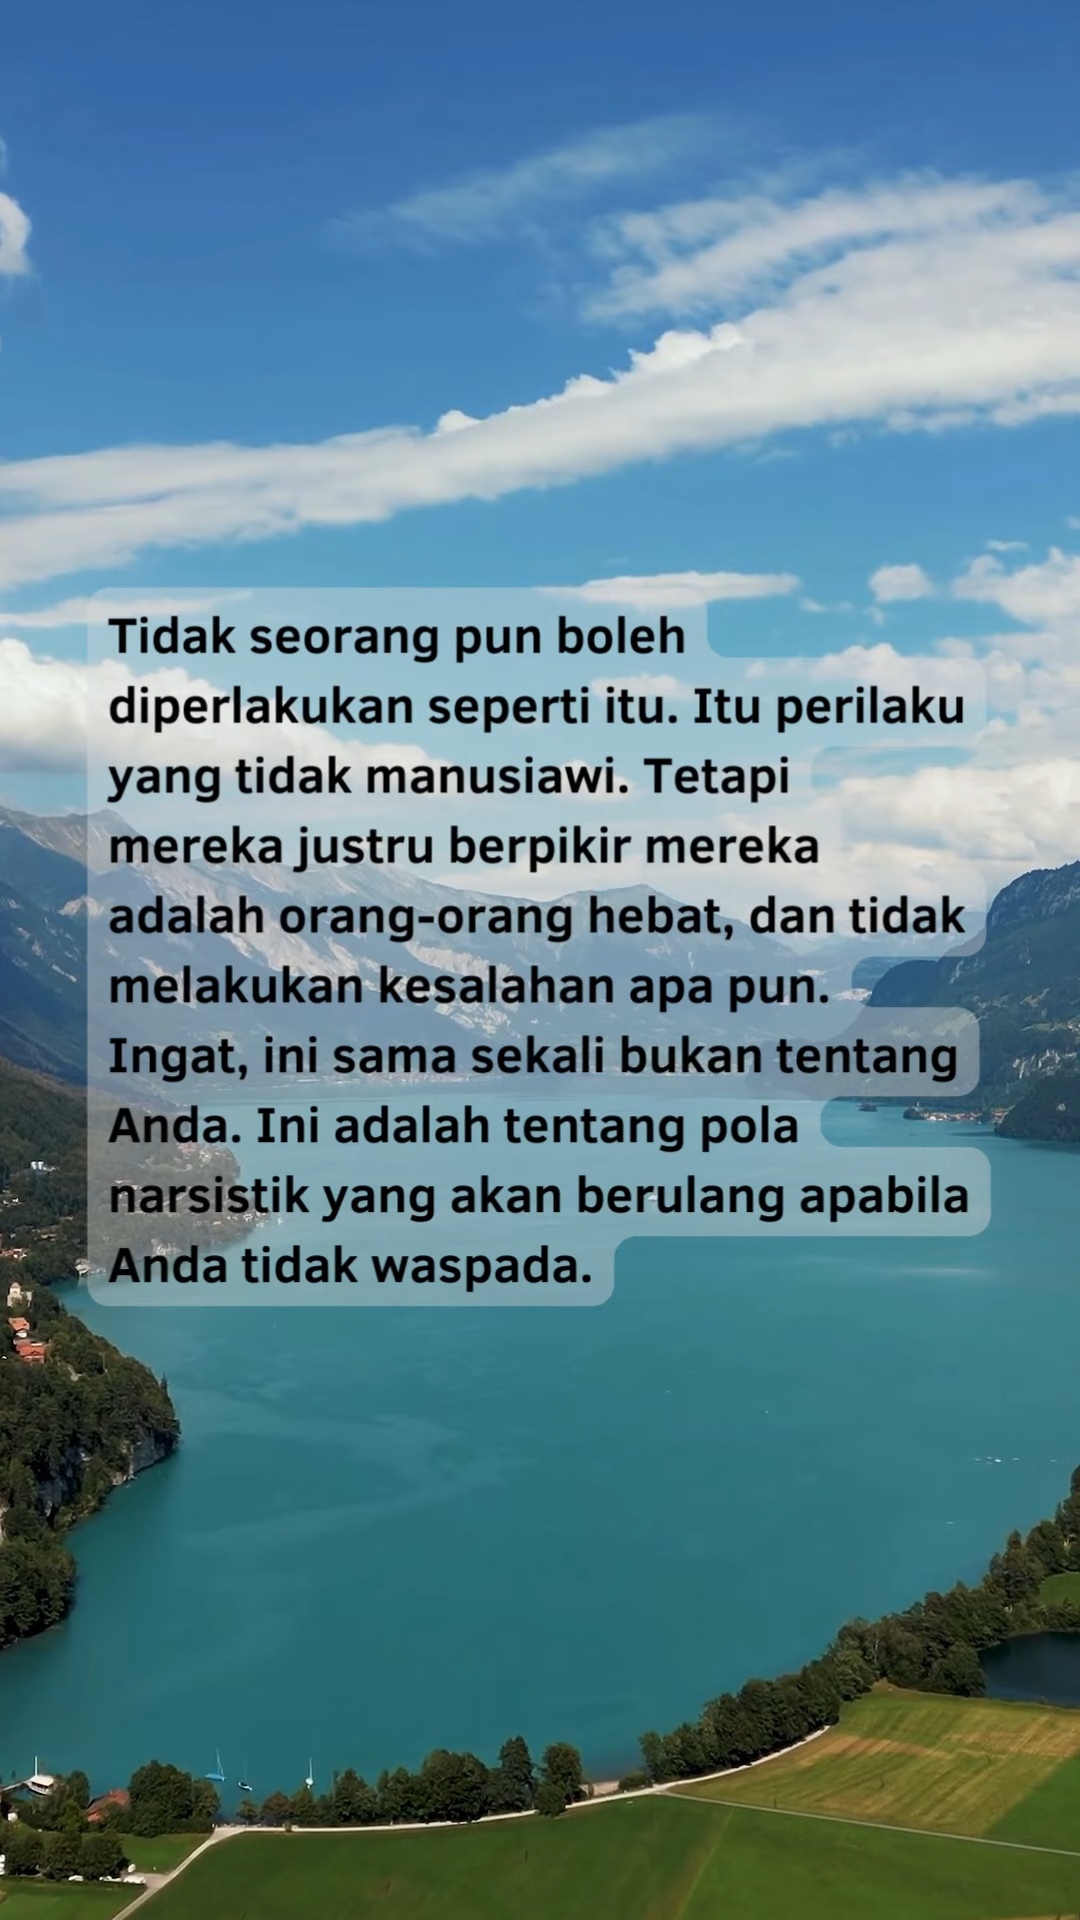 Tidak seorang pun boleh
diperlakukan seperti itu. Itu perilaku
yang tidak manusiawi. Tetapi
mereka justru berpikir mereka
adalah orang-orang hebat, dan tidak
melakukan kesalahan apa pun.
Ingat, ini sama sekali bukan tentang
Anda. Ini adalah tentang pola
narsistik yang akan berulang apabila
Anda tidak waspada.